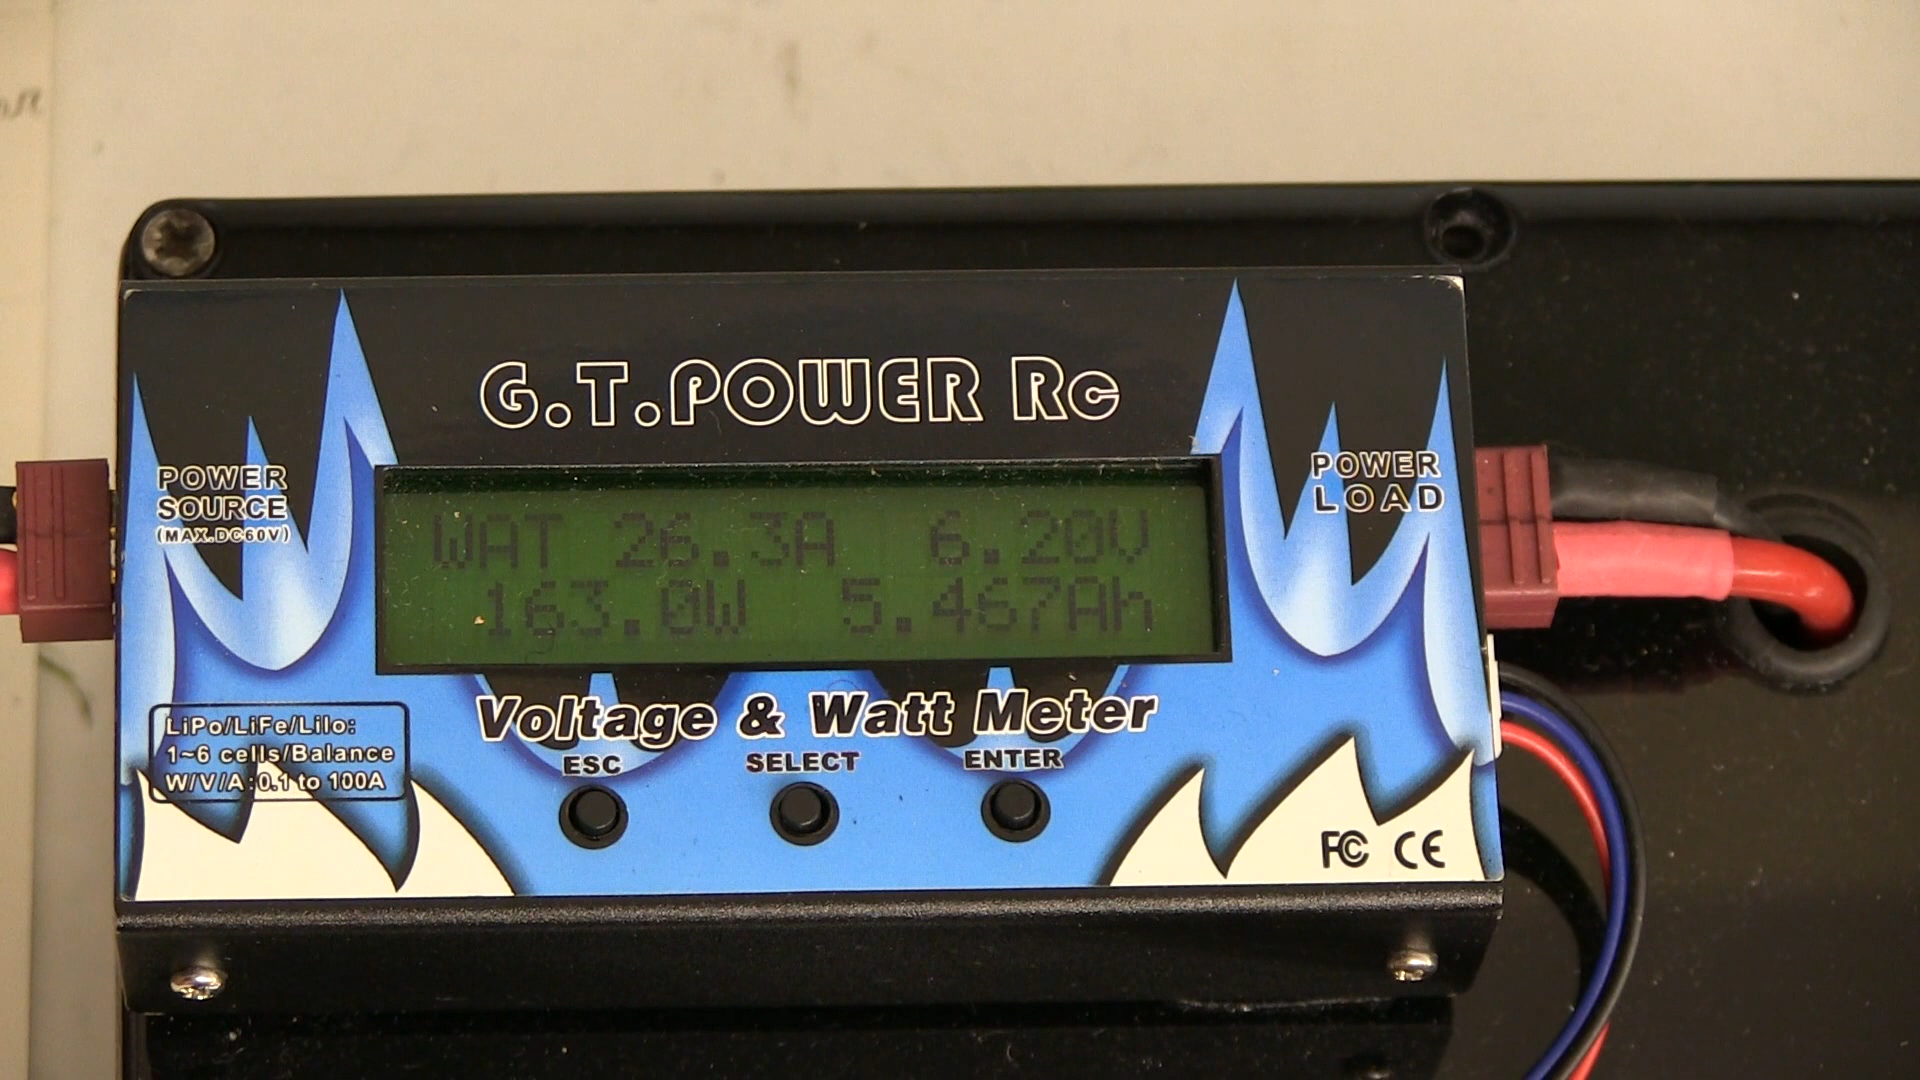 G.T.POWER RC
POWER
SOURCE
(MAX.DC60V)
POWER
LOAD
WAT 26.3A 6.20V
163.0W 5.467Ah
Voltage & Watt Meter
LiPo/LiFe/LiIo:
1~6 cells/Balance
W/V/A:0.1 to 100A
ESC
SELECT
ENTER
FC CE